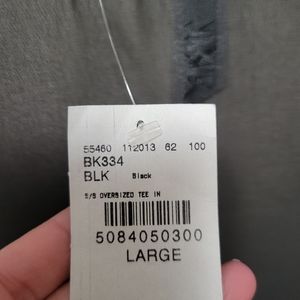 55460 112013 62 100
BK334
BLK Black
S/S OVERSIZED TEE IN
5084050300
LARGE